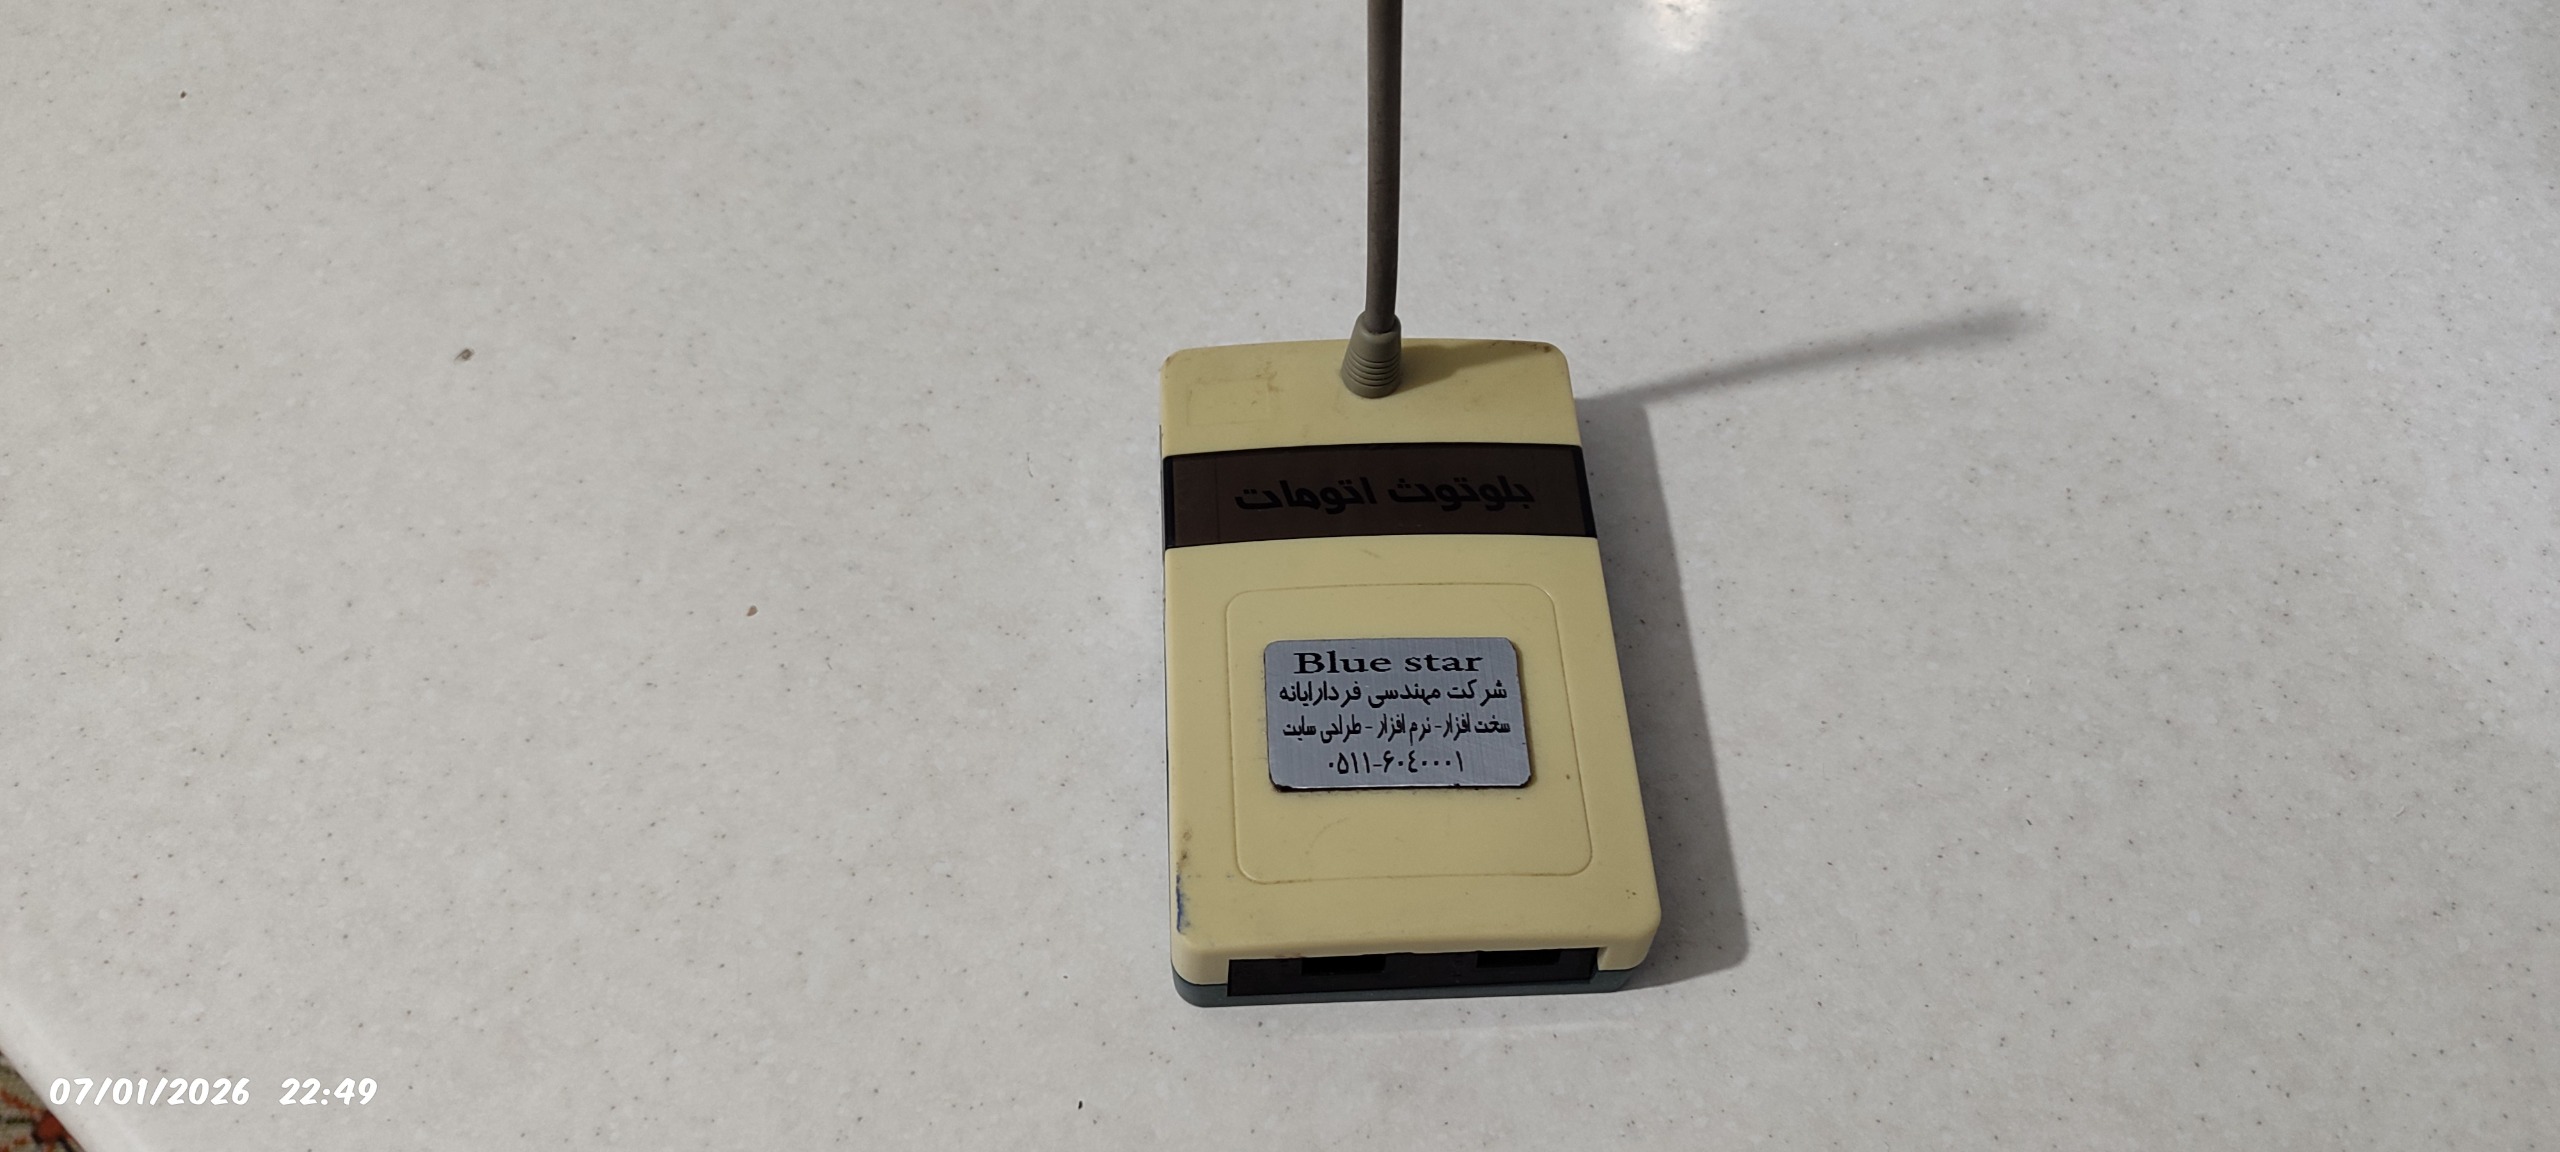 بلوتوث اتومات
Blue star
شرکت مهندسی فردارایانه
سخت افزار- نرم افزار - طراحی سایت
۰۵۱۱-۶۰٤۰۰۰۱
07/01/2026 22:49